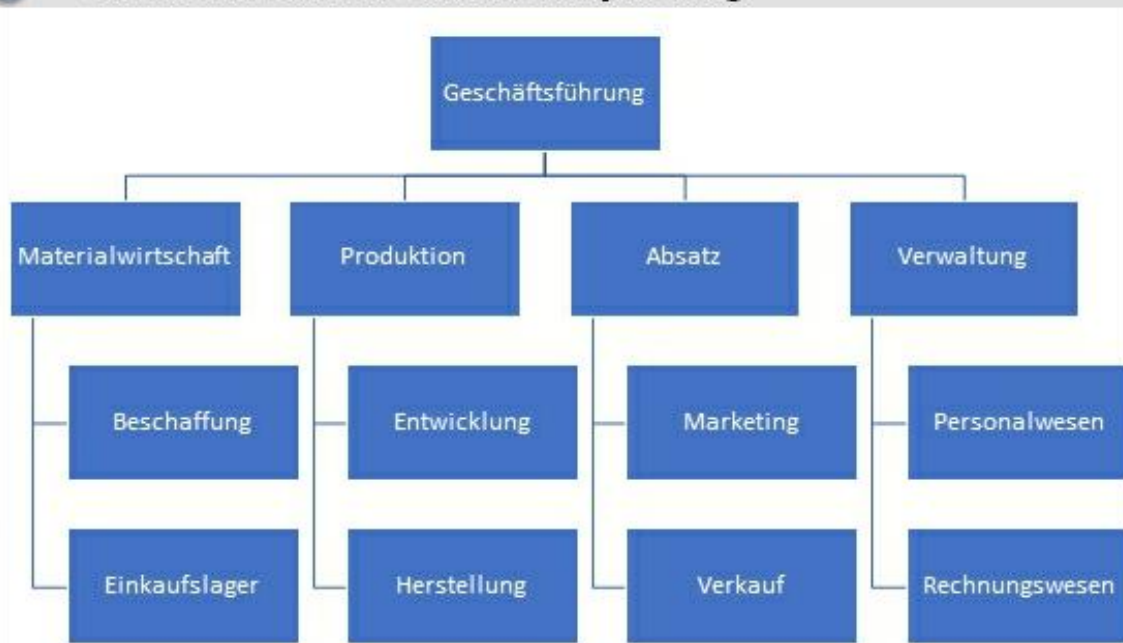 Geschäftsführung
Materialwirtschaft
Produktion
Absatz
Verwaltung
Beschaffung
Entwicklung
Marketing
Personalwesen
Einkaufslager
Herstellung
Verkauf
Rechnungswesen